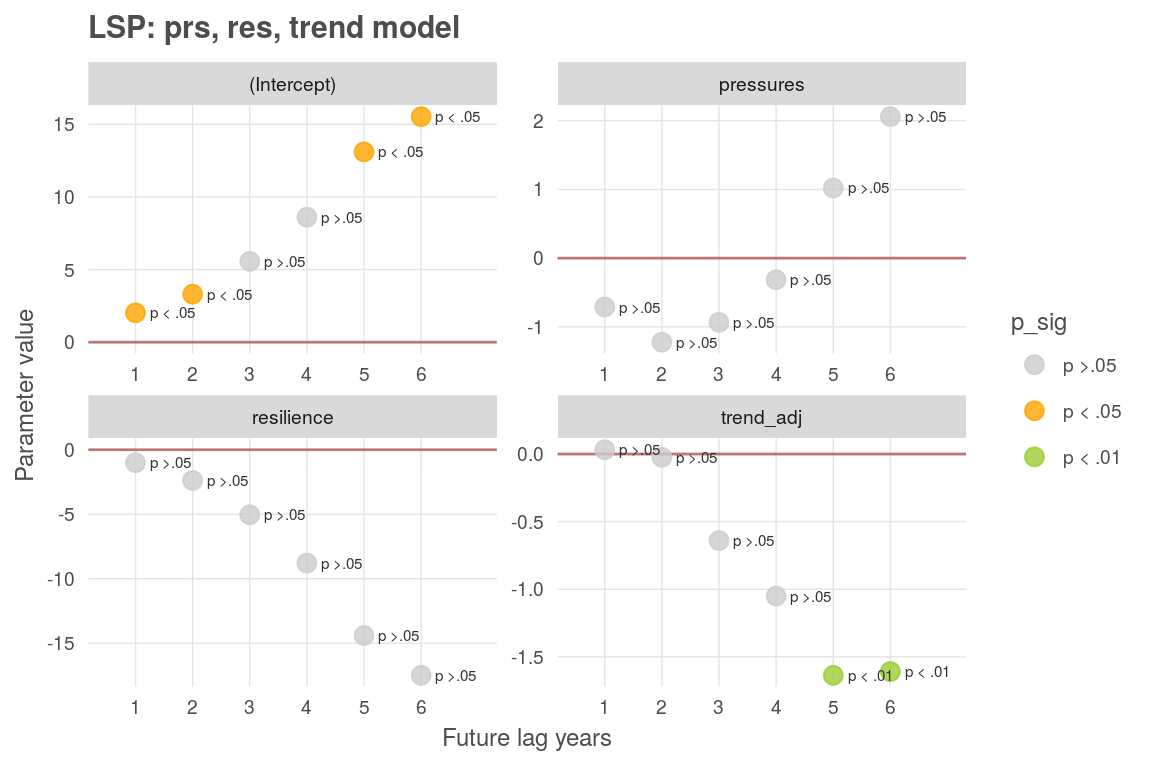 LSP: prs, res, trend model
(Intercept)
15
10
5
0
p < .05
p < .05
p >.05
p >.05
p < .05
p < .05
1 2 3 4 5 6
pressures
2
1
0
-1
p >.05
p >.05
p >.05
p >.05
p >.05
p >.05
1 2 3 4 5 6
resilience
0
-5
-10
-15
p >.05
p >.05
p >.05
p >.05
p >.05
p >.05
1 2 3 4 5 6
trend_adj
0.0
-0.5
-1.0
-1.5
p >.05
p >.05
p >.05
p >.05
p < .01
p < .01
1 2 3 4 5 6
Parameter value
Future lag years
p_sig
p >.05
p < .05
p < .01